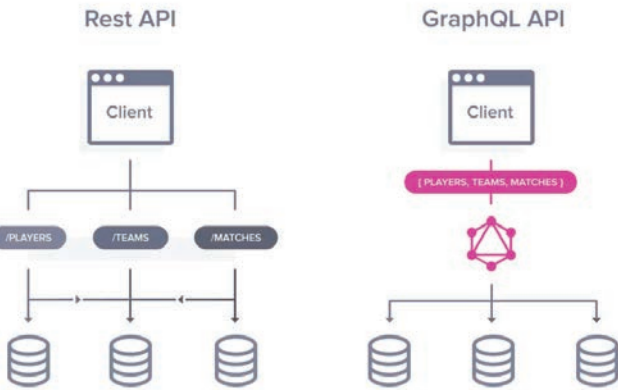 Rest API
GraphQL API
Client
Client
/PLAYERS
/TEAMS
/MATCHES
{ PLAYERS, TEAMS, MATCHES }